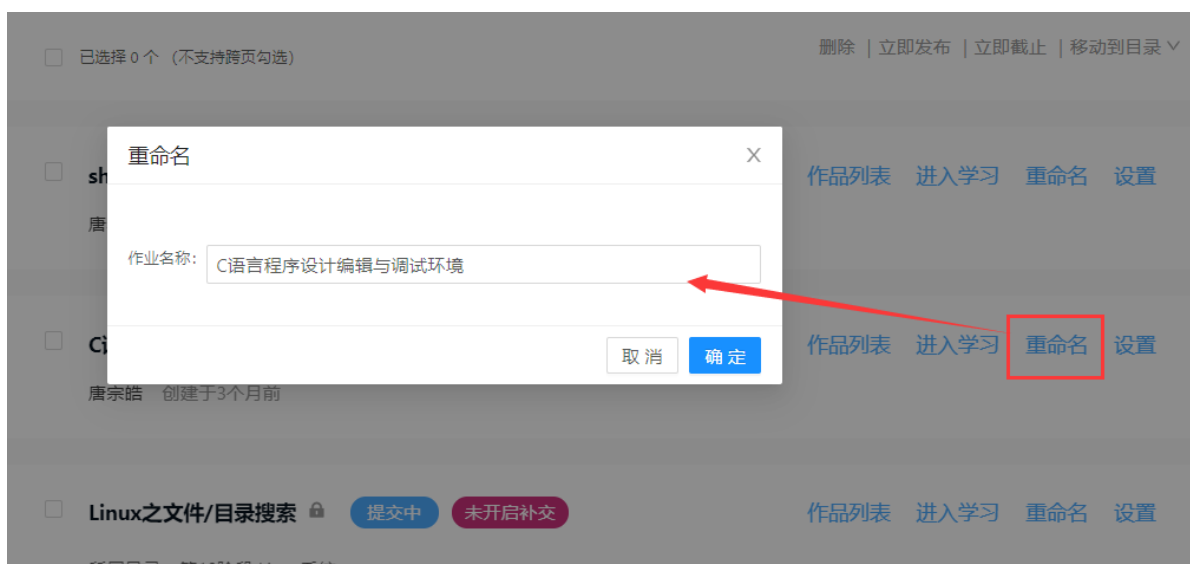 已选择 0 个 (不支持跨页勾选)
删除 | 立即发布 | 立即截止 | 移动到目录
重命名
sh
作品列表 进入学习 重命名 设置
唐
作业名称: C语言程序设计编辑与调试环境
C语
作品列表 进入学习 重命名 设置
取 消 确 定
唐宗皓 创建于3个月前
Linux之文件/目录搜索 提交中 未开启补交
作品列表 进入学习 重命名 设置